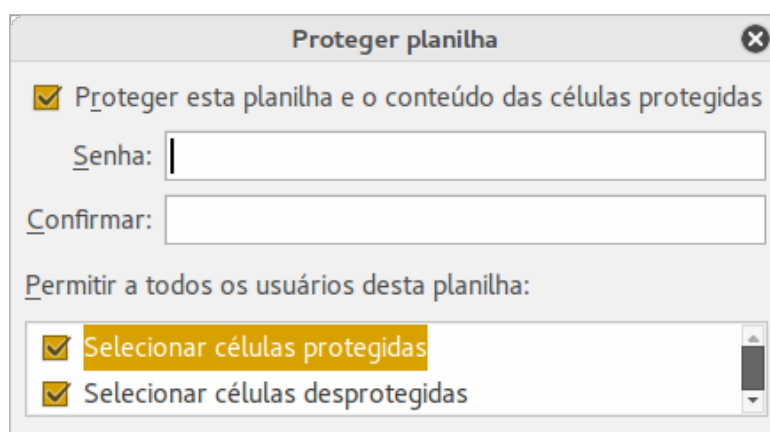 Proteger planilha
Proteger esta planilha e o conteúdo das células protegidas
Senha:
Confirmar:
Permitir a todos os usuários desta planilha:
Selecionar células protegidas
Selecionar células desprotegidas